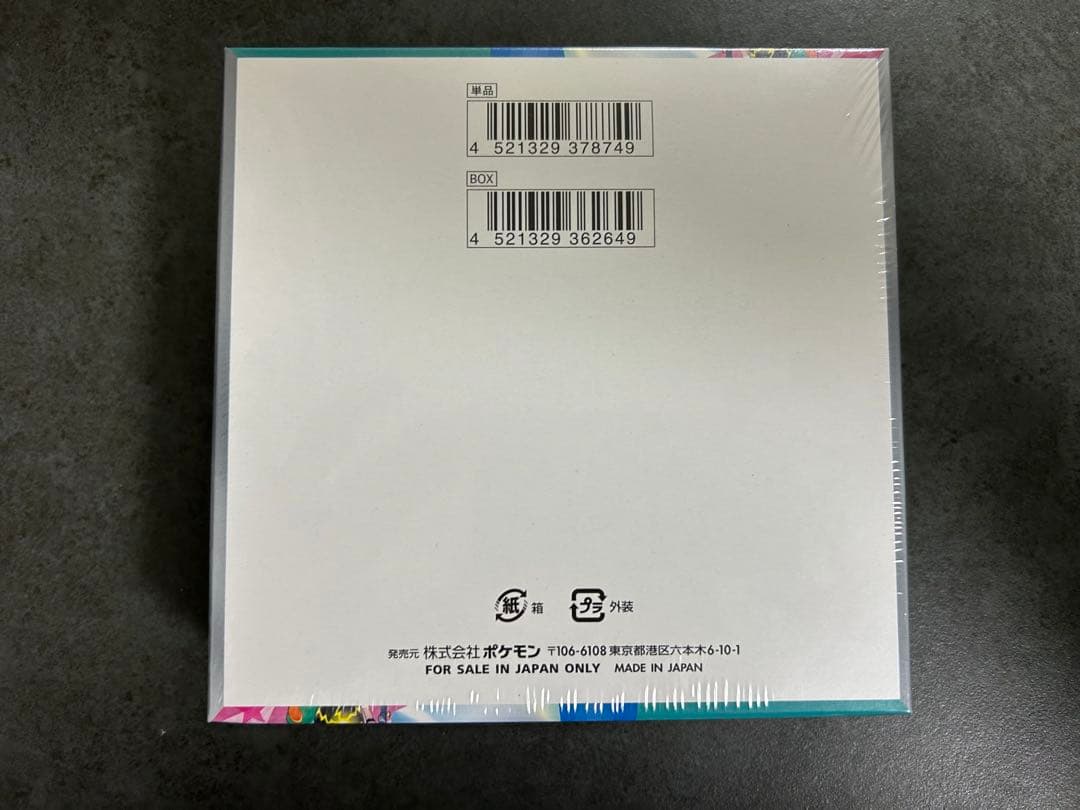 単品
4 521329 378749
BOX
4 521329 362649
紙 箱 プラ 外装
発売元 株式会社 ポケモン 〒106-6108 東京都港区六本木6-10-1
FOR SALE IN JAPAN ONLY MADE IN JAPAN